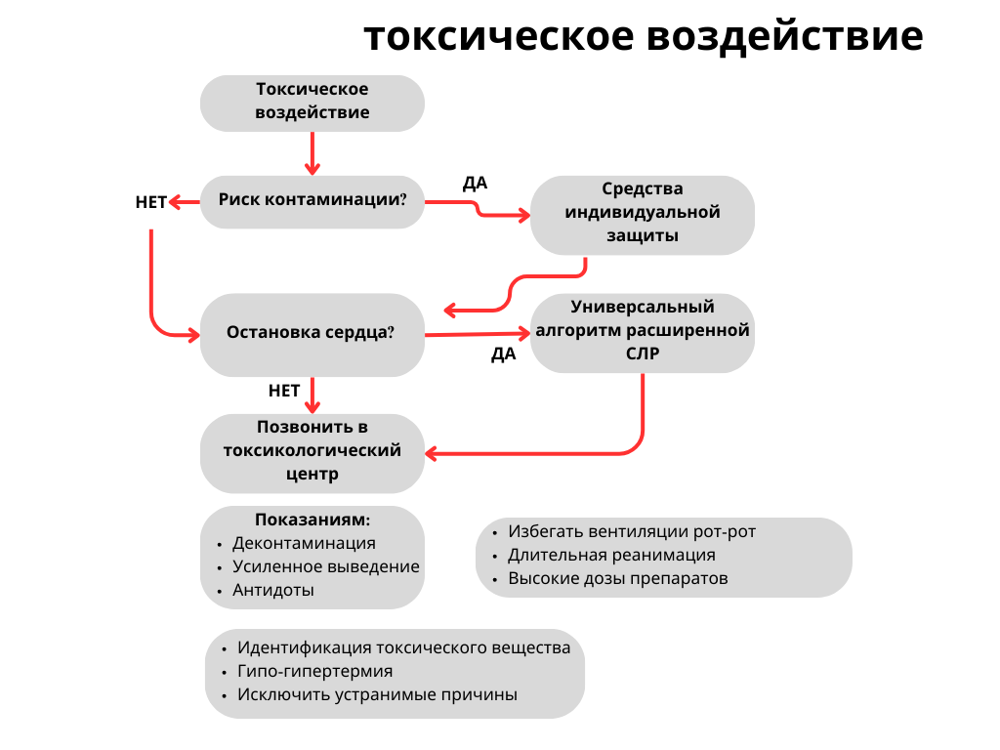 токсическое воздействие
Токсическое
воздействие
Риск контаминации?
НЕТ
ДА
Средства
индивидуальной
защиты
Остановка сердца?
ДА
Универсальный
алгоритм расширенной
СЛР
НЕТ
Позвонить в
токсикологический
центр
Показаниям:
• Деконтаминация
• Усиленное выведение
• Антидоты
• Избегать вентиляции рот-рот
• Длительная реанимация
• Высокие дозы препаратов
• Идентификация токсического вещества
• Гипо-гипертермия
• Исключить устранимые причины